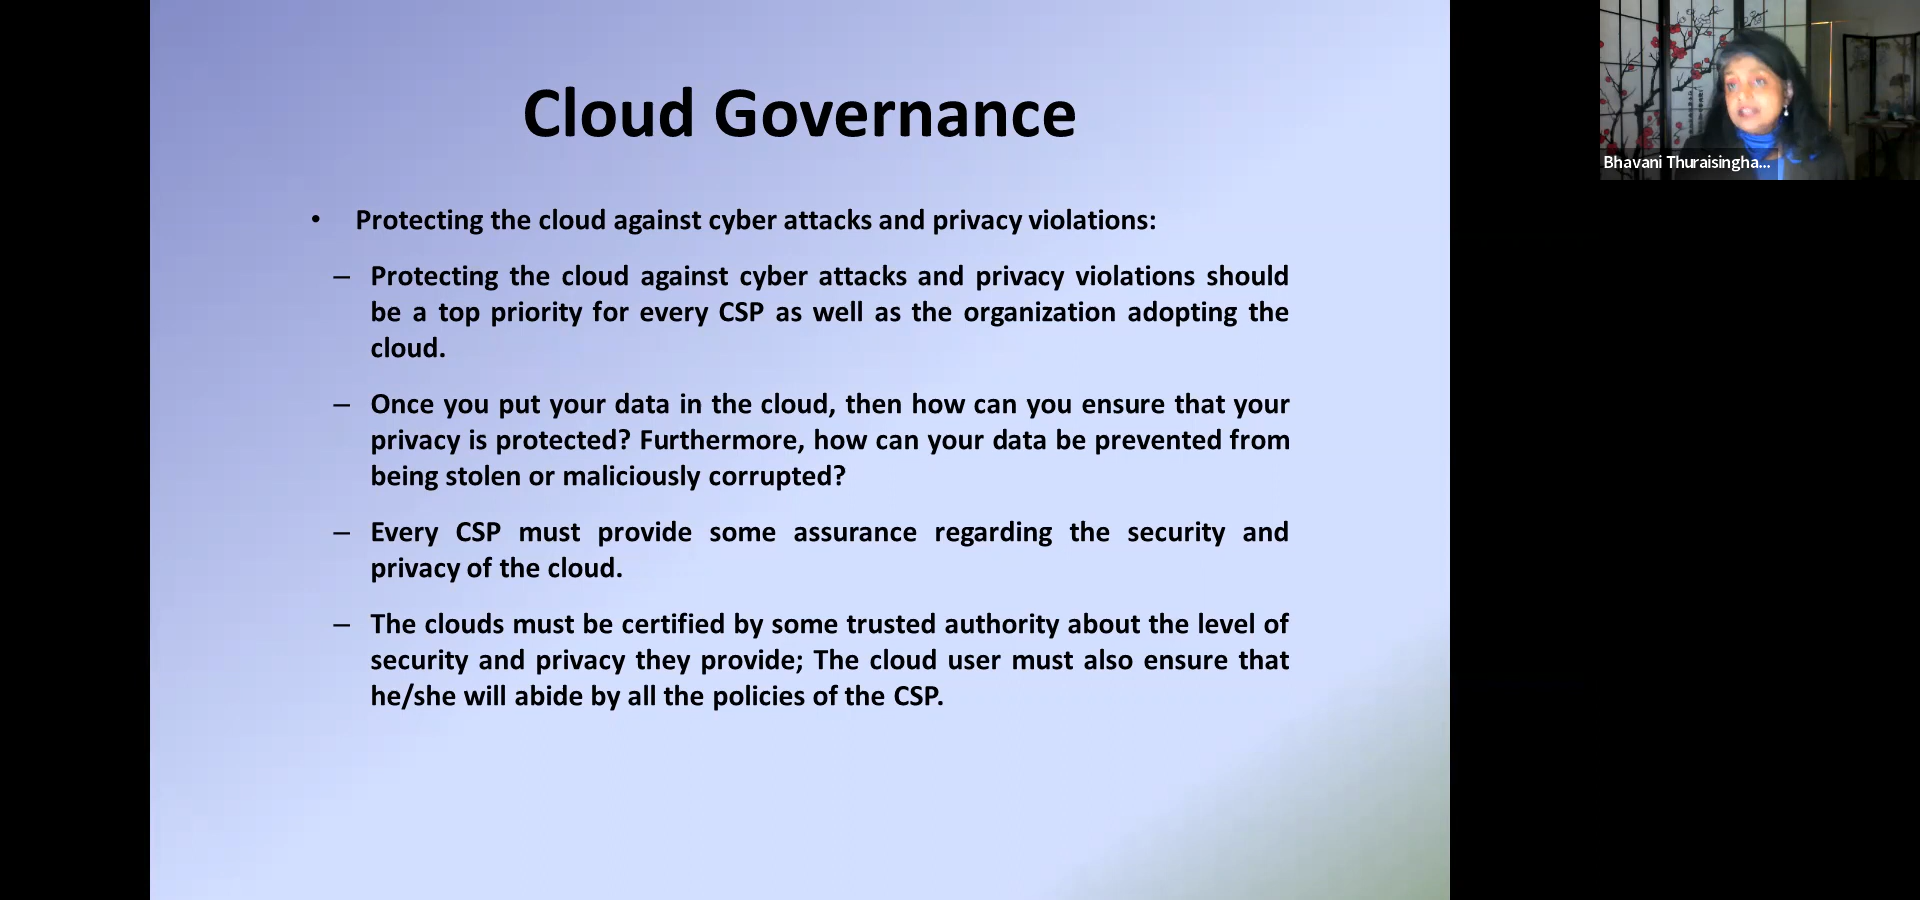 Cloud Governance
• Protecting the cloud against cyber attacks and privacy violations:
– Protecting the cloud against cyber attacks and privacy violations should
be a top priority for every CSP as well as the organization adopting the
cloud.
– Once you put your data in the cloud, then how can you ensure that your
privacy is protected? Furthermore, how can your data be prevented from
being stolen or maliciously corrupted?
– Every CSP must provide some assurance regarding the security and
privacy of the cloud.
– The clouds must be certified by some trusted authority about the level of
security and privacy they provide; The cloud user must also ensure that
he/she will abide by all the policies of the CSP.
Bhavani Thuraisingha...